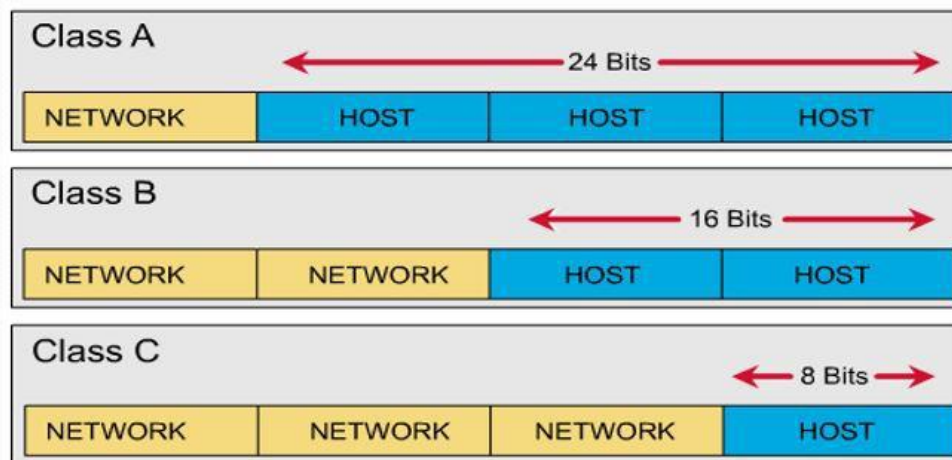 Class A
24 Bits
NETWORK HOST HOST HOST
Class B
16 Bits
NETWORK NETWORK HOST HOST
Class C
8 Bits
NETWORK NETWORK NETWORK HOST